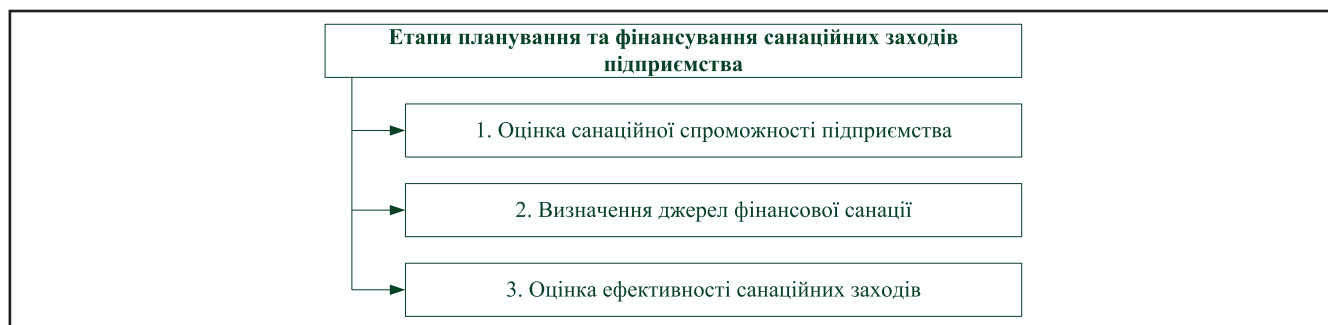 Етапи планування та фінансування санаційних заходів
підприємства
1. Оцінка санаційної спроможності підприємства
2. Визначення джерел фінансової санації
3. Оцінка ефективності санаційних заходів